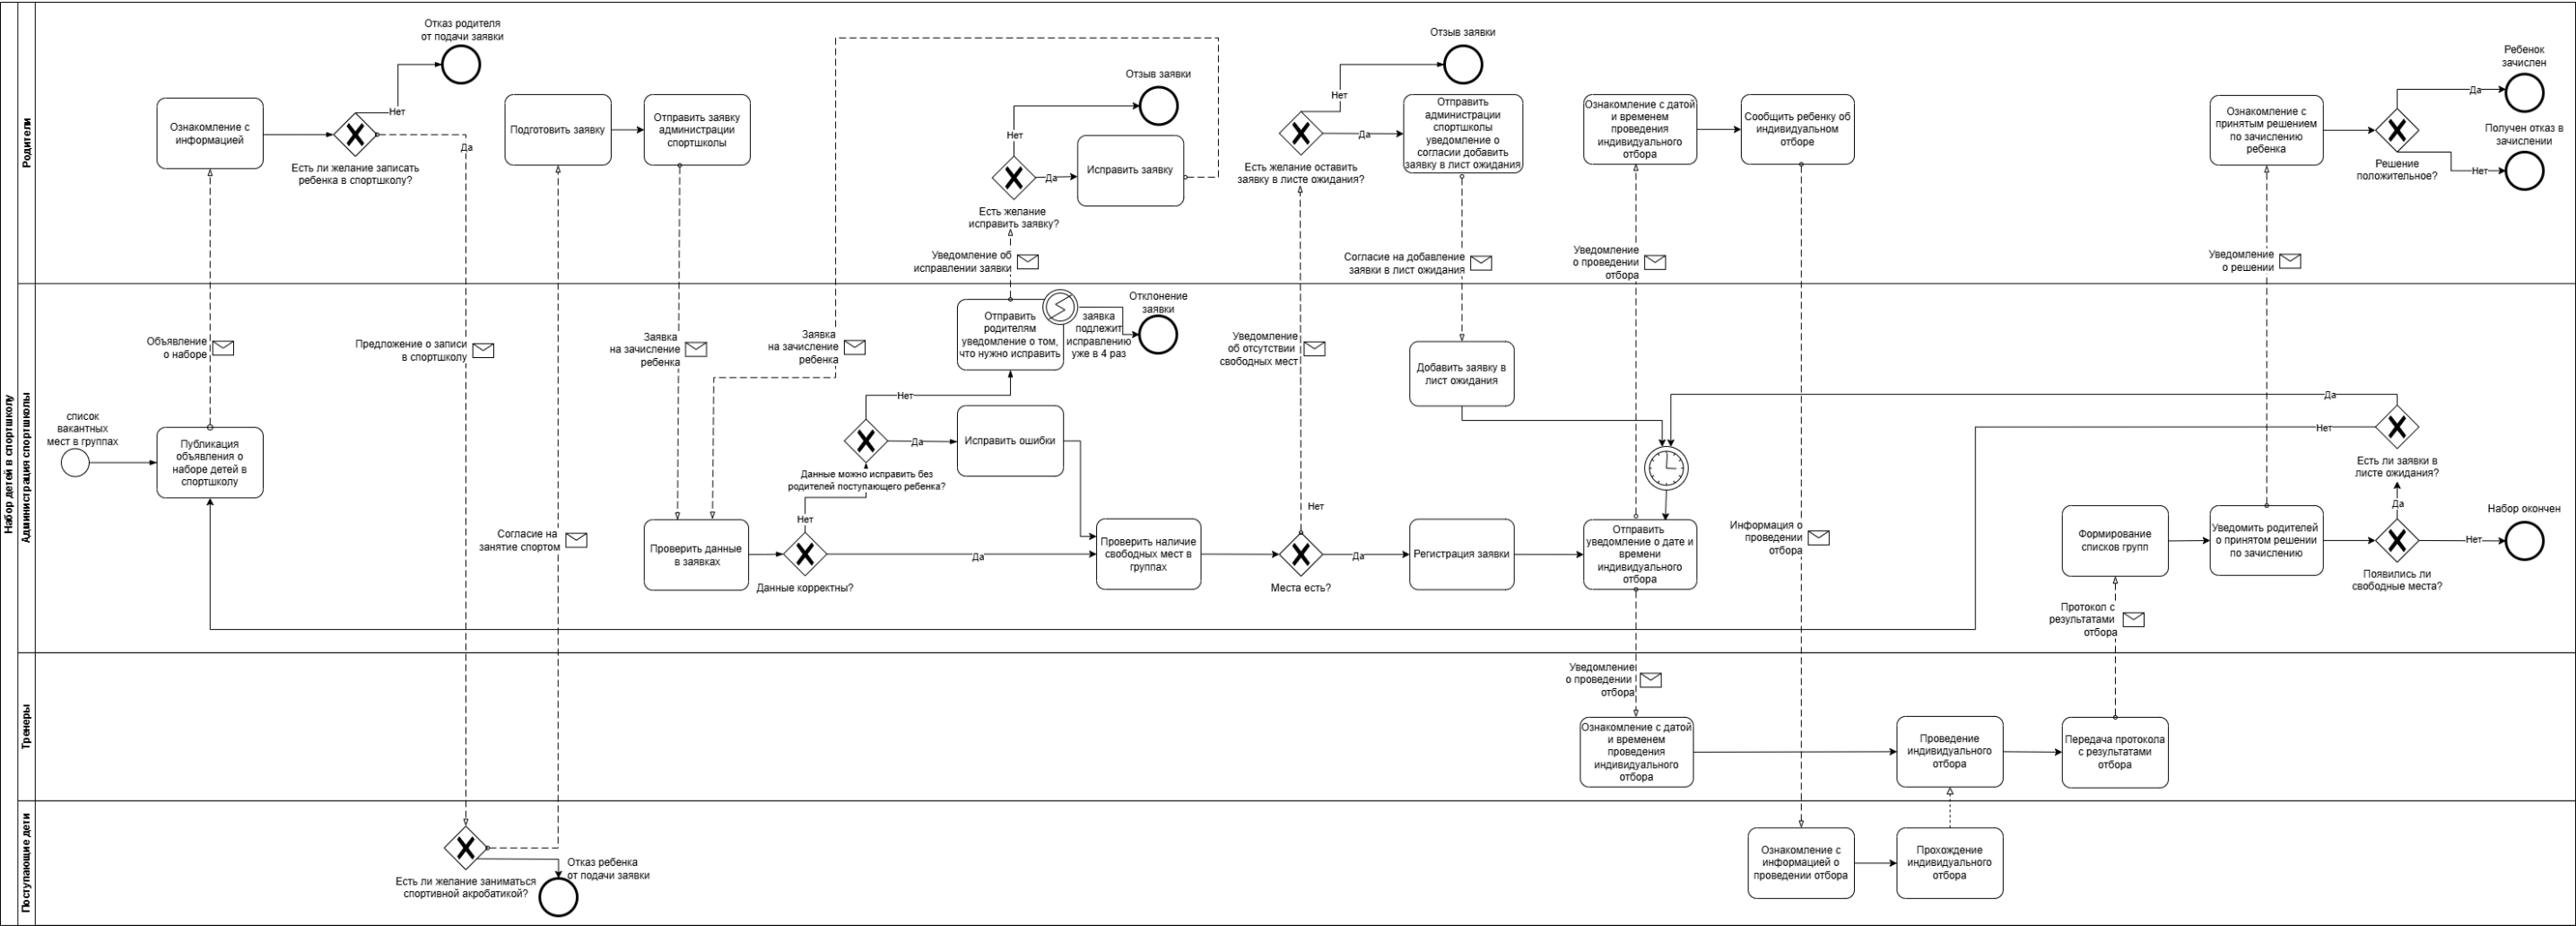 Набор детей в спортшколу
Родители
Отказ родителя
от подачи заявки
Ознакомление с
информацией
Нет
Да
Есть ли желание записать
ребенка в спортшколу?
Подготовить заявку
Отправить заявку
администрации
спортшколы
Отзыв заявки
Нет
Да
Исправить заявку
Есть желание
исправить заявку?
Уведомление об
исправлении заявки
Отзыв заявки
Нет
Да
Есть желание оставить
заявку в листе ожидания?
Отправить
администрации
спортшколы
уведомление о
согласии добавить
заявку в лист ожидания
Согласие на добавление
заявки в лист ожидания
Ознакомление с датой
и временем
проведения
индивидуального
отбора
Уведомление
о проведении
отбора
Сообщить ребенку об
индивидуальном
отборе
Ознакомление с
принятым решением
по зачислению
ребенка
Уведомление
о решении
Решение
положительное?
Да
Ребенок
зачислен
Нет
Получен отказ в
зачислении
Администрация спортшколы
список
вакантных
мест в группах
Публикация
объявления о
наборе детей в
спортшколу
Объявление
о наборе
Предложение о записи
в спортшколу
Согласие на
занятие спортом
Заявка
на зачисление
ребенка
Заявка
на зачисление
ребенка
Проверить данные
в заявках
Данные корректны?
Нет
Да
Данные можно исправить без
родителей поступающего ребенка?
Нет
Да
Исправить ошибки
Отправить
родителям
уведомление о том,
что нужно исправить
заявка
подлежит
исправлению
уже в 4 раз
Отклонение
заявки
Проверить наличие
свободных мест в
группах
Уведомление
об отсутствии
свободных мест
Нет
Места есть?
Да
Добавить заявку в
лист ожидания
Регистрация заявки
Отправить
уведомление о дате и
времени
индивидуального
отбора
Информация о
проведении
отбора
Формирование
списков групп
Протокол с
результатами
отбора
Уведомить родителей
о принятом решении
по зачислению
Появились ли
свободные места?
Нет
Набор окончен
Да
Есть ли заявки в
листе ожидания?
Да
Нет
Тренеры
Уведомление
о проведении
отбора
Ознакомление с датой
и временем
проведения
индивидуального
отбора
Проведение
индивидуального
отбора
Передача протокола
с результатами
отбора
Поступающие дети
Есть ли желание заниматься
спортивной акробатикой?
Отказ ребенка
от подачи заявки
Ознакомление с
информацией о
проведении отбора
Прохождение
индивидуального
отбора